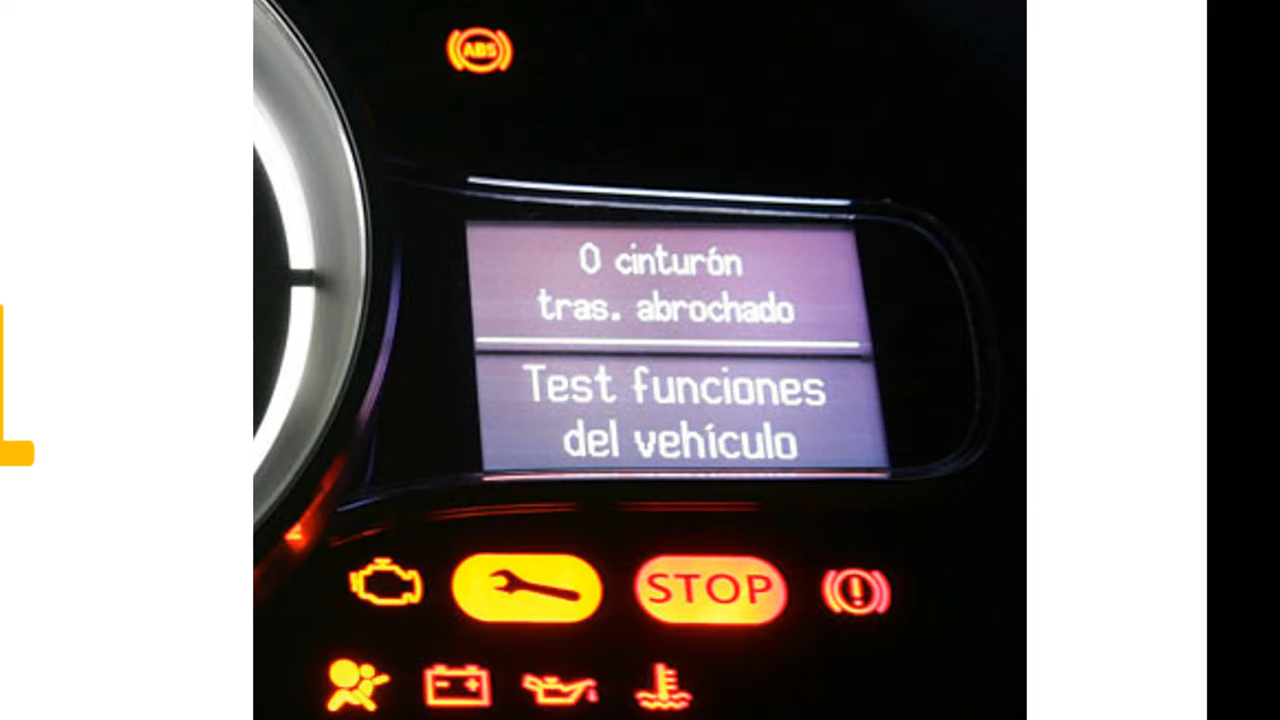 ABS
0 cinturón
tras. abrochado
Test funciones
del vehículo
STOP